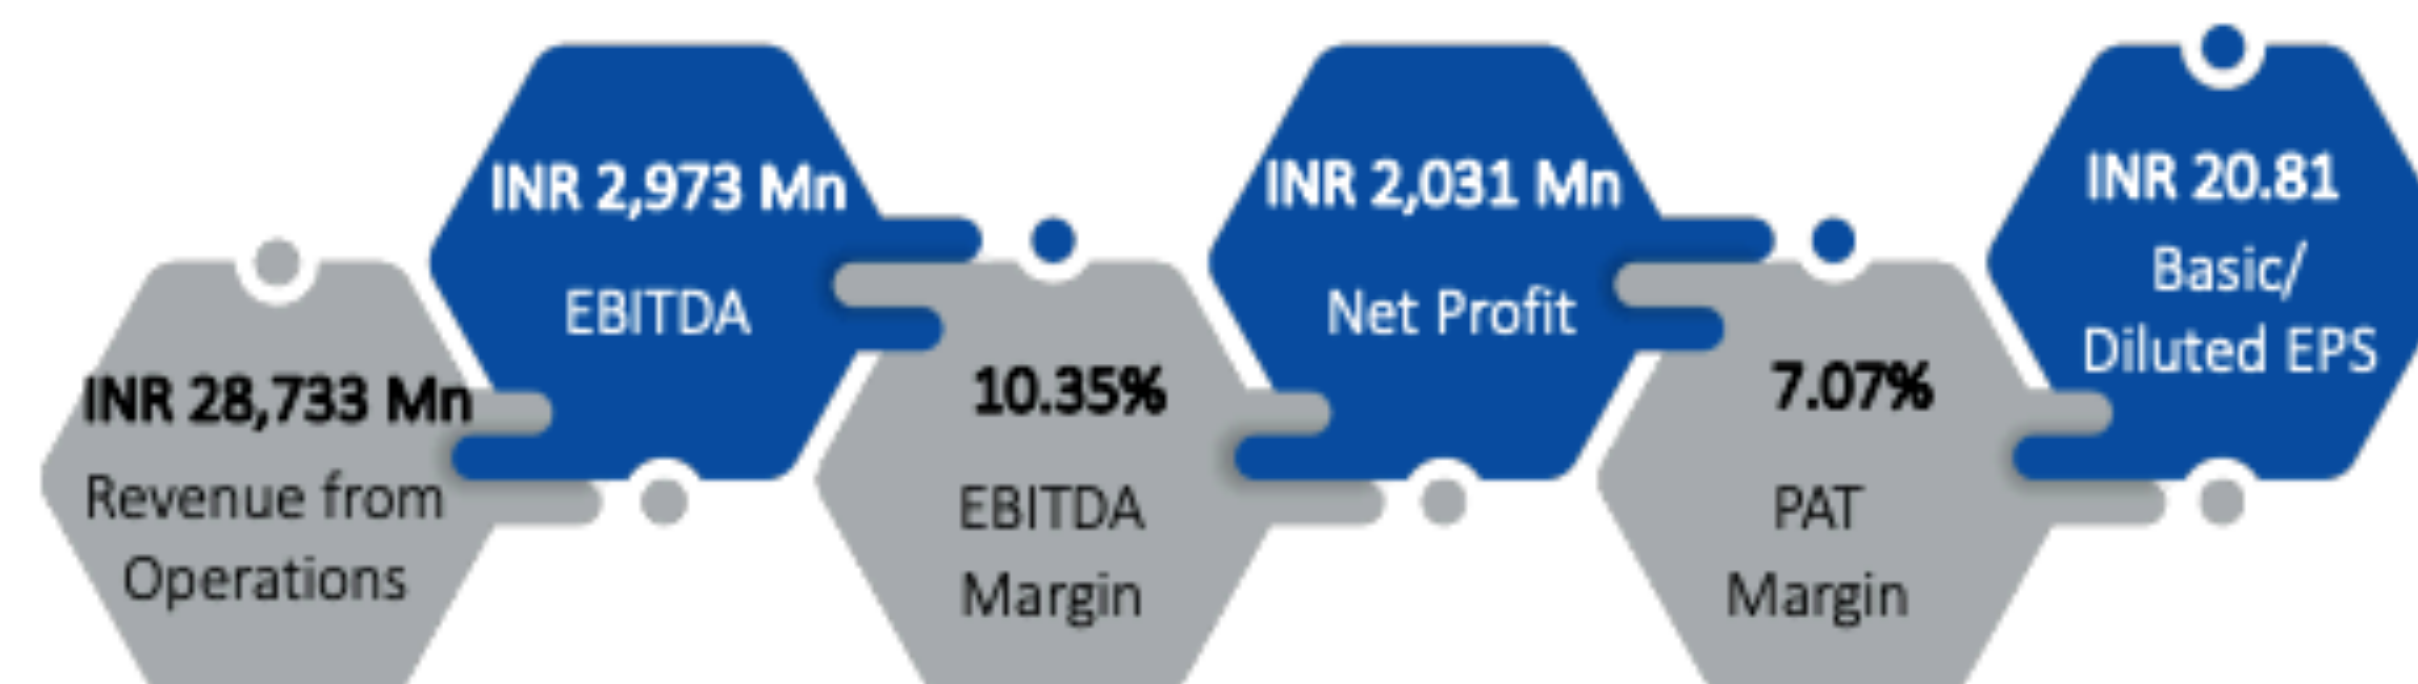 INR 28,733 Mn
Revenue from
Operations
INR 2,973 Mn
EBITDA
10.35%
EBITDA
Margin
INR 2,031 Mn
Net Profit
7.07%
PAT
Margin
INR 20.81
Basic/
Diluted EPS